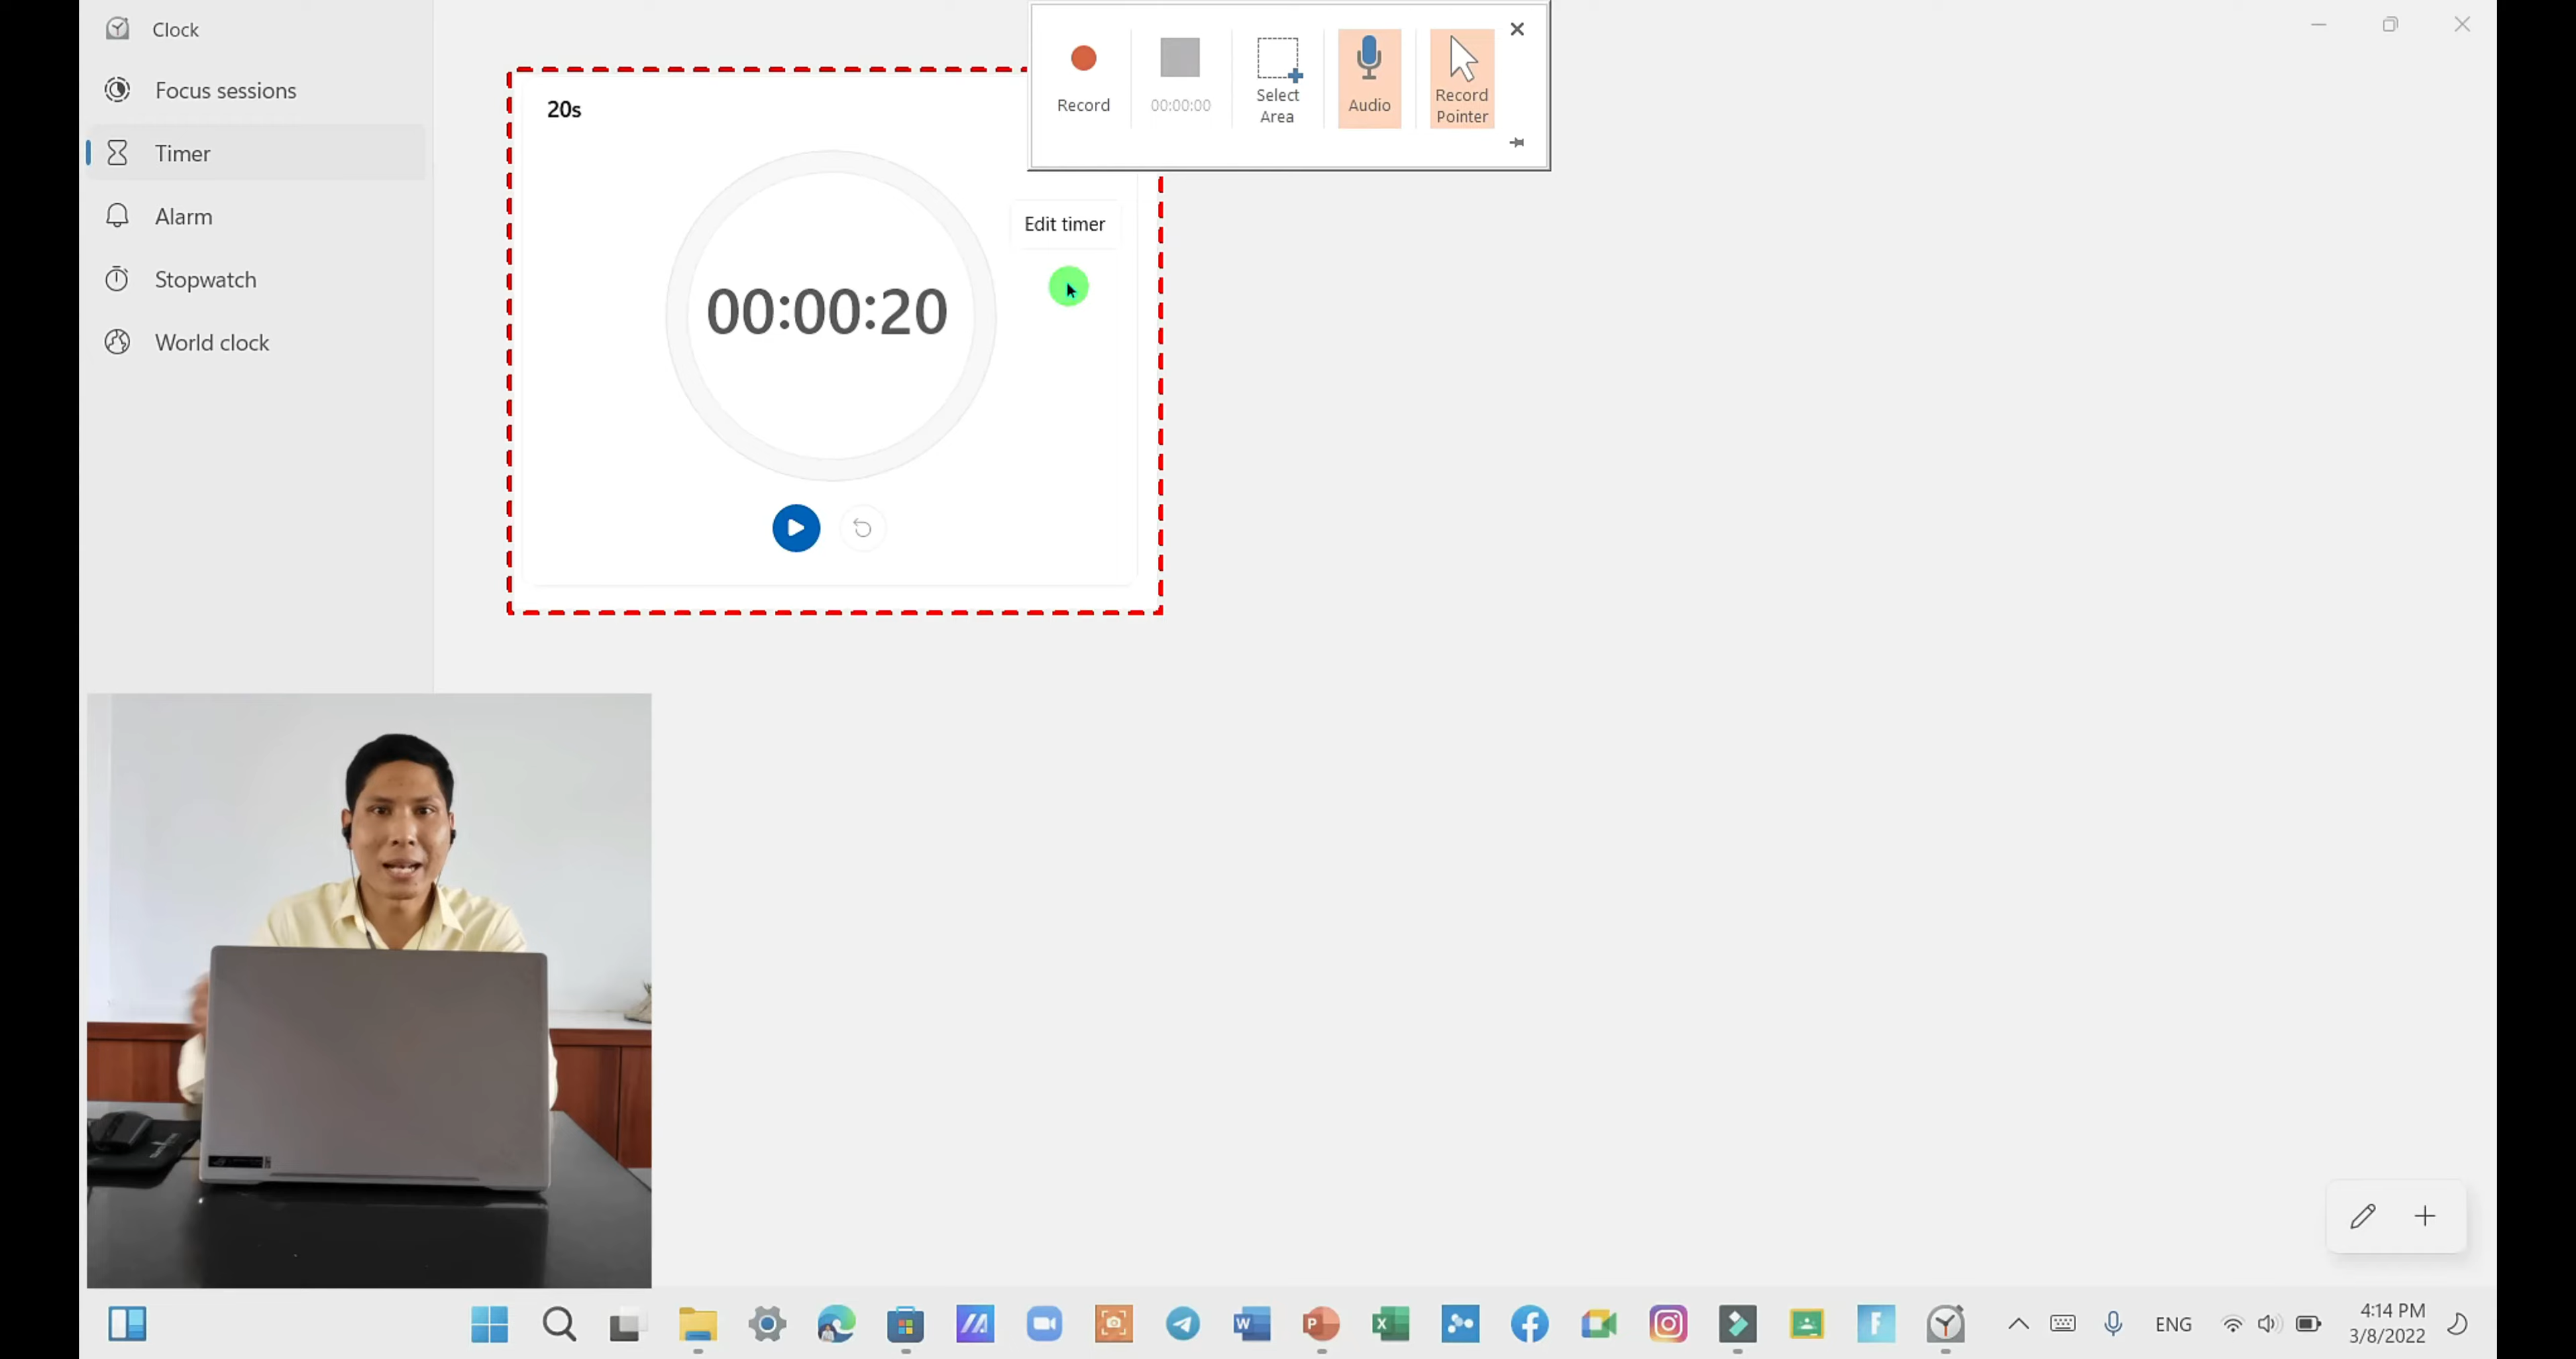 Clock
Focus sessions
Timer
Alarm
Stopwatch
World clock
20s
00:00:20
Edit timer
Record
00:00:00
Select
Area
Audio
Record
Pointer
ENG
4:14 PM
3/8/2022